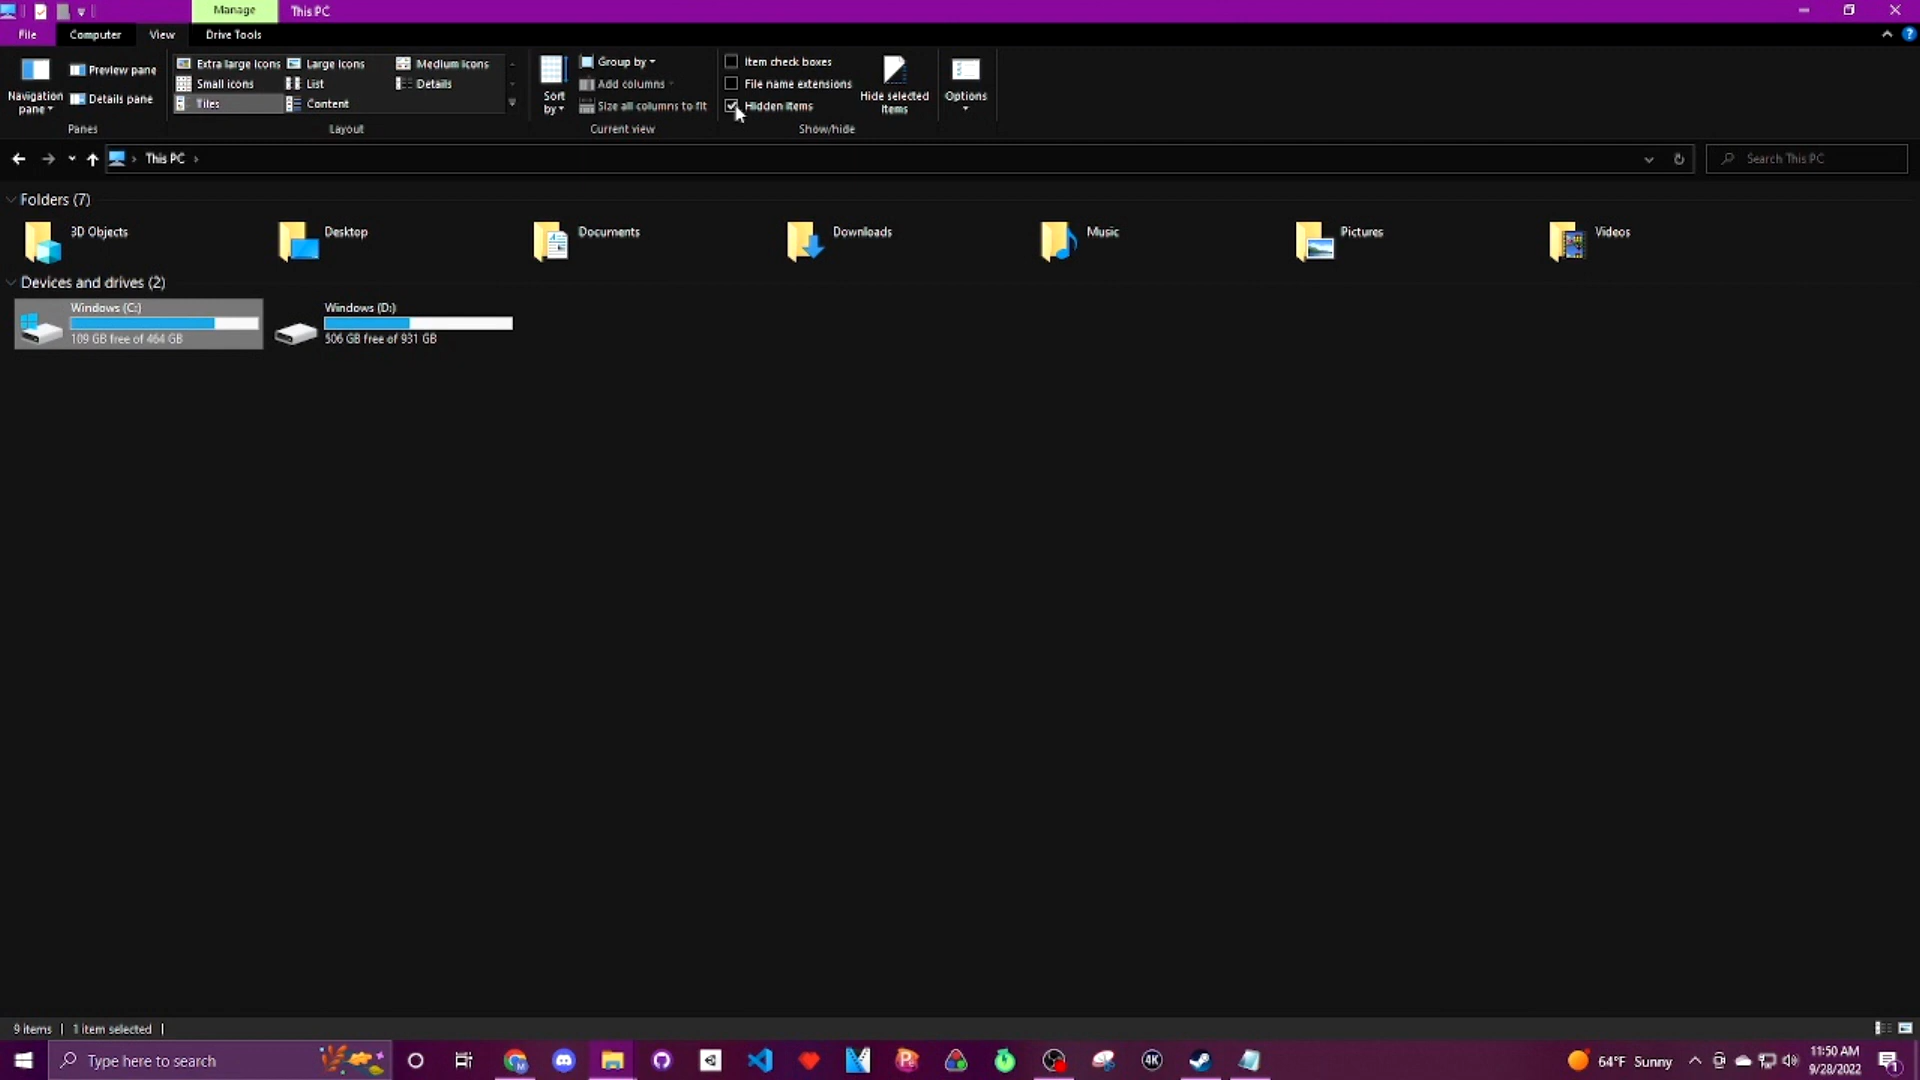 Manage This PC
File Computer View Drive Tools
Extra large icons Large icons Medium icons
Small icons List Details
Tiles Content
Preview pane
Details pane
Navigation pane
Sort by
Group by
Add columns
Size all columns to fit
Item check boxes
File name extensions
Hidden items
Hide selected items
Options
Panes Layout Current view Show/hide
This PC Search This PC
Folders (7)
3D Objects Desktop Documents Downloads Music Pictures Videos
Devices and drives (2)
Windows (C:) Windows (D:)
109 GB free of 464 GB 506 GB free of 931 GB
9 items 1 item selected
Type here to search 4K 64°F Sunny 11:50 AM
9/28/2022